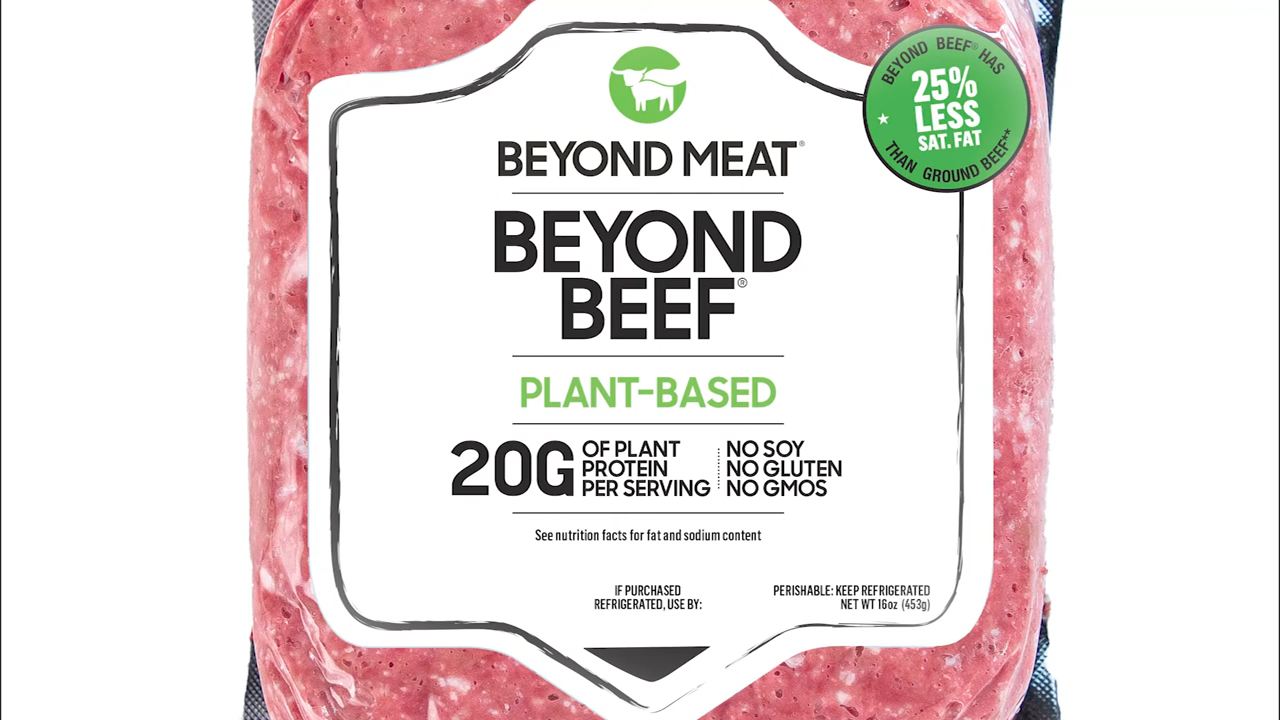 BEYOND MEAT®
BEYOND
BEEF®
PLANT-BASED
20G
OF PLANT
PROTEIN
PER SERVING
NO SOY
NO GLUTEN
NO GMOS
See nutrition facts for fat and sodium content
IF PURCHASED
REFRIGERATED, USE BY:
PERISHABLE: KEEP REFRIGERATED
NET WT 16oz (453g)
BEYOND BEEF® HAS
25%
LESS
SAT. FAT
THAN GROUND BEEF**